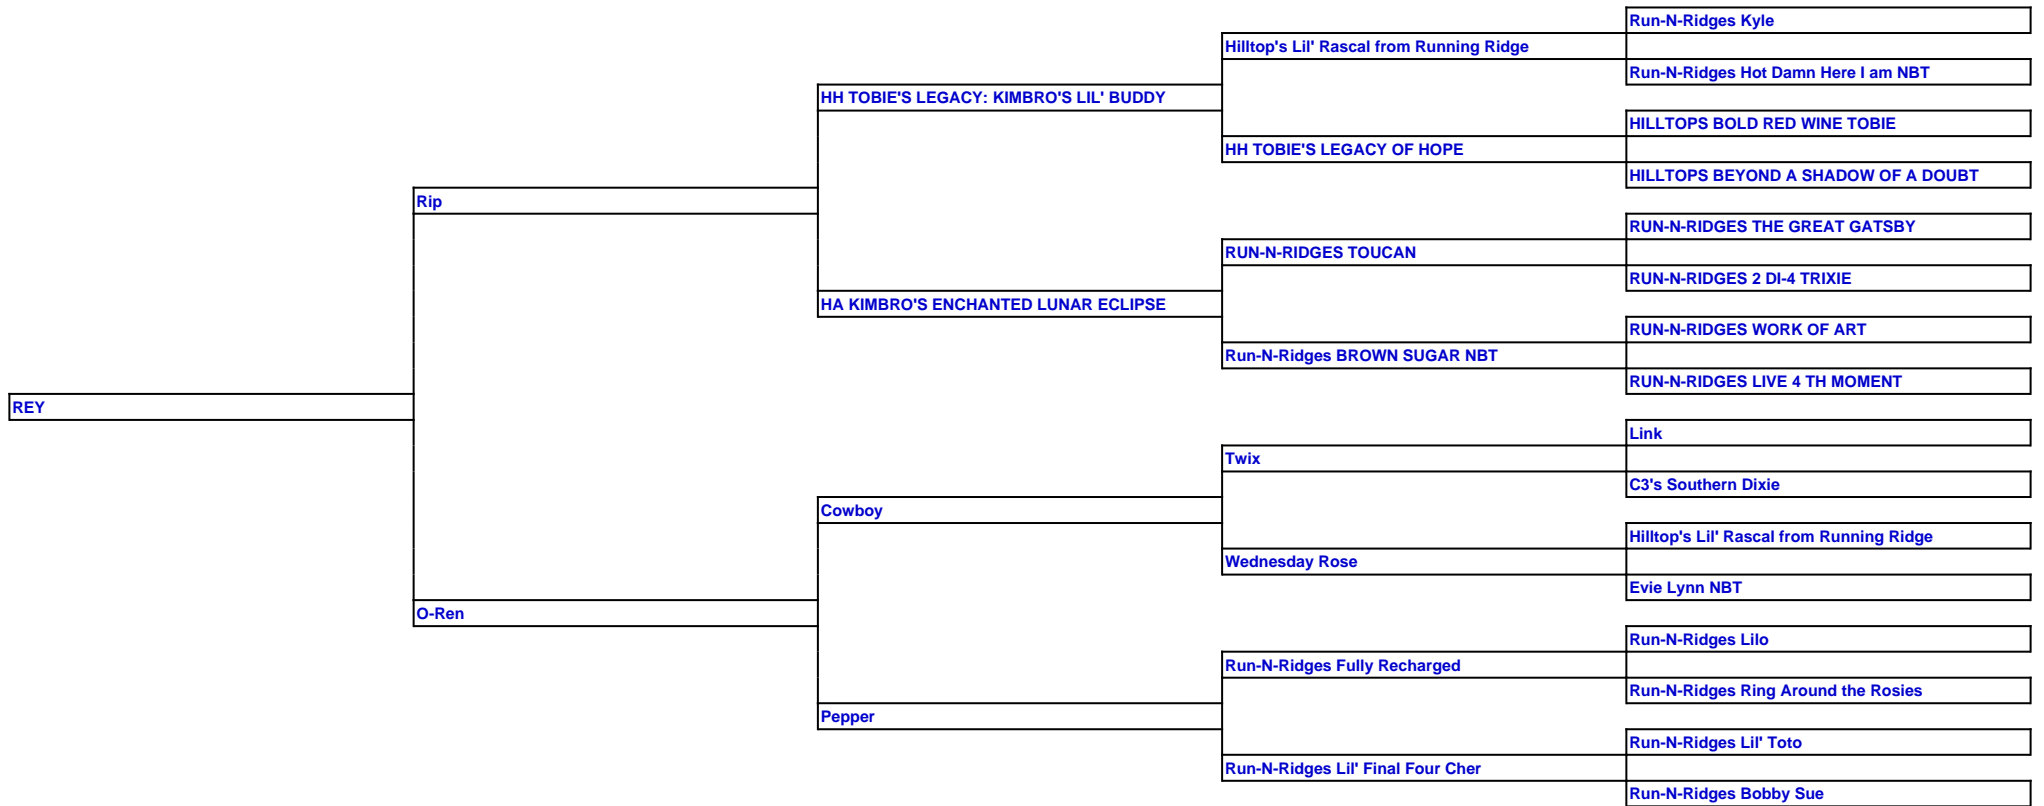 Run-N-Ridges Kyle
Hilltop's Lil' Rascal from Running Ridge
Run-N-Ridges Hot Damn Here I am NBT
HH TOBIE'S LEGACY: KIMBRO'S LIL' BUDDY
HILLTOPS BOLD RED WINE TOBIE
HH TOBIE'S LEGACY OF HOPE
HILLTOPS BEYOND A SHADOW OF A DOUBT
Rip
RUN-N-RIDGES THE GREAT GATSBY
RUN-N-RIDGES TOUCAN
RUN-N-RIDGES 2 DI-4 TRIXIE
HA KIMBRO'S ENCHANTED LUNAR ECLIPSE
RUN-N-RIDGES WORK OF ART
Run-N-Ridges BROWN SUGAR NBT
RUN-N-RIDGES LIVE 4 TH MOMENT
REY
Link
Twix
C3's Southern Dixie
Cowboy
Hilltop's Lil' Rascal from Running Ridge
Wednesday Rose
Evie Lynn NBT
O-Ren
Run-N-Ridges Lilo
Run-N-Ridges Fully Recharged
Run-N-Ridges Ring Around the Rosies
Pepper
Run-N-Ridges Lil' Toto
Run-N-Ridges Lil' Final Four Cher
Run-N-Ridges Bobby Sue